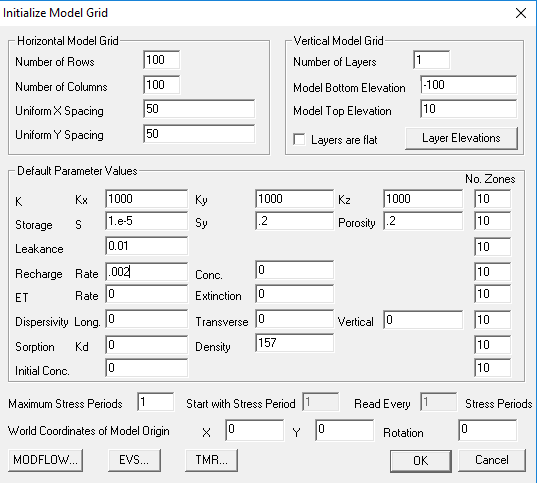 Initialize Model Grid
Horizontal Model Grid
Number of Rows 100
Number of Columns 100
Uniform X Spacing 50
Uniform Y Spacing 50
Vertical Model Grid
Number of Layers 1
Model Bottom Elevation -100
Model Top Elevation 10
Layers are flat Layer Elevations
Default Parameter Values
No. Zones
K Kx 1000 Ky 1000 Kz 1000 10
Storage S 1.e-5 Sy .2 Porosity .2 10
Leakance 0.01 10
Recharge Rate .002 Conc. 0 10
ET Rate 0 Extinction 0 10
Dispersivity Long. 0 Transverse 0 Vertical 0 10
Sorption Kd 0 Density 157 10
Initial Conc. 0 10
Maximum Stress Periods 1 Start with Stress Period 1 Read Every 1 Stress Periods
World Coordinates of Model Origin X 0 Y 0 Rotation 0
MODFLOW... EVS... TMR... OK Cancel